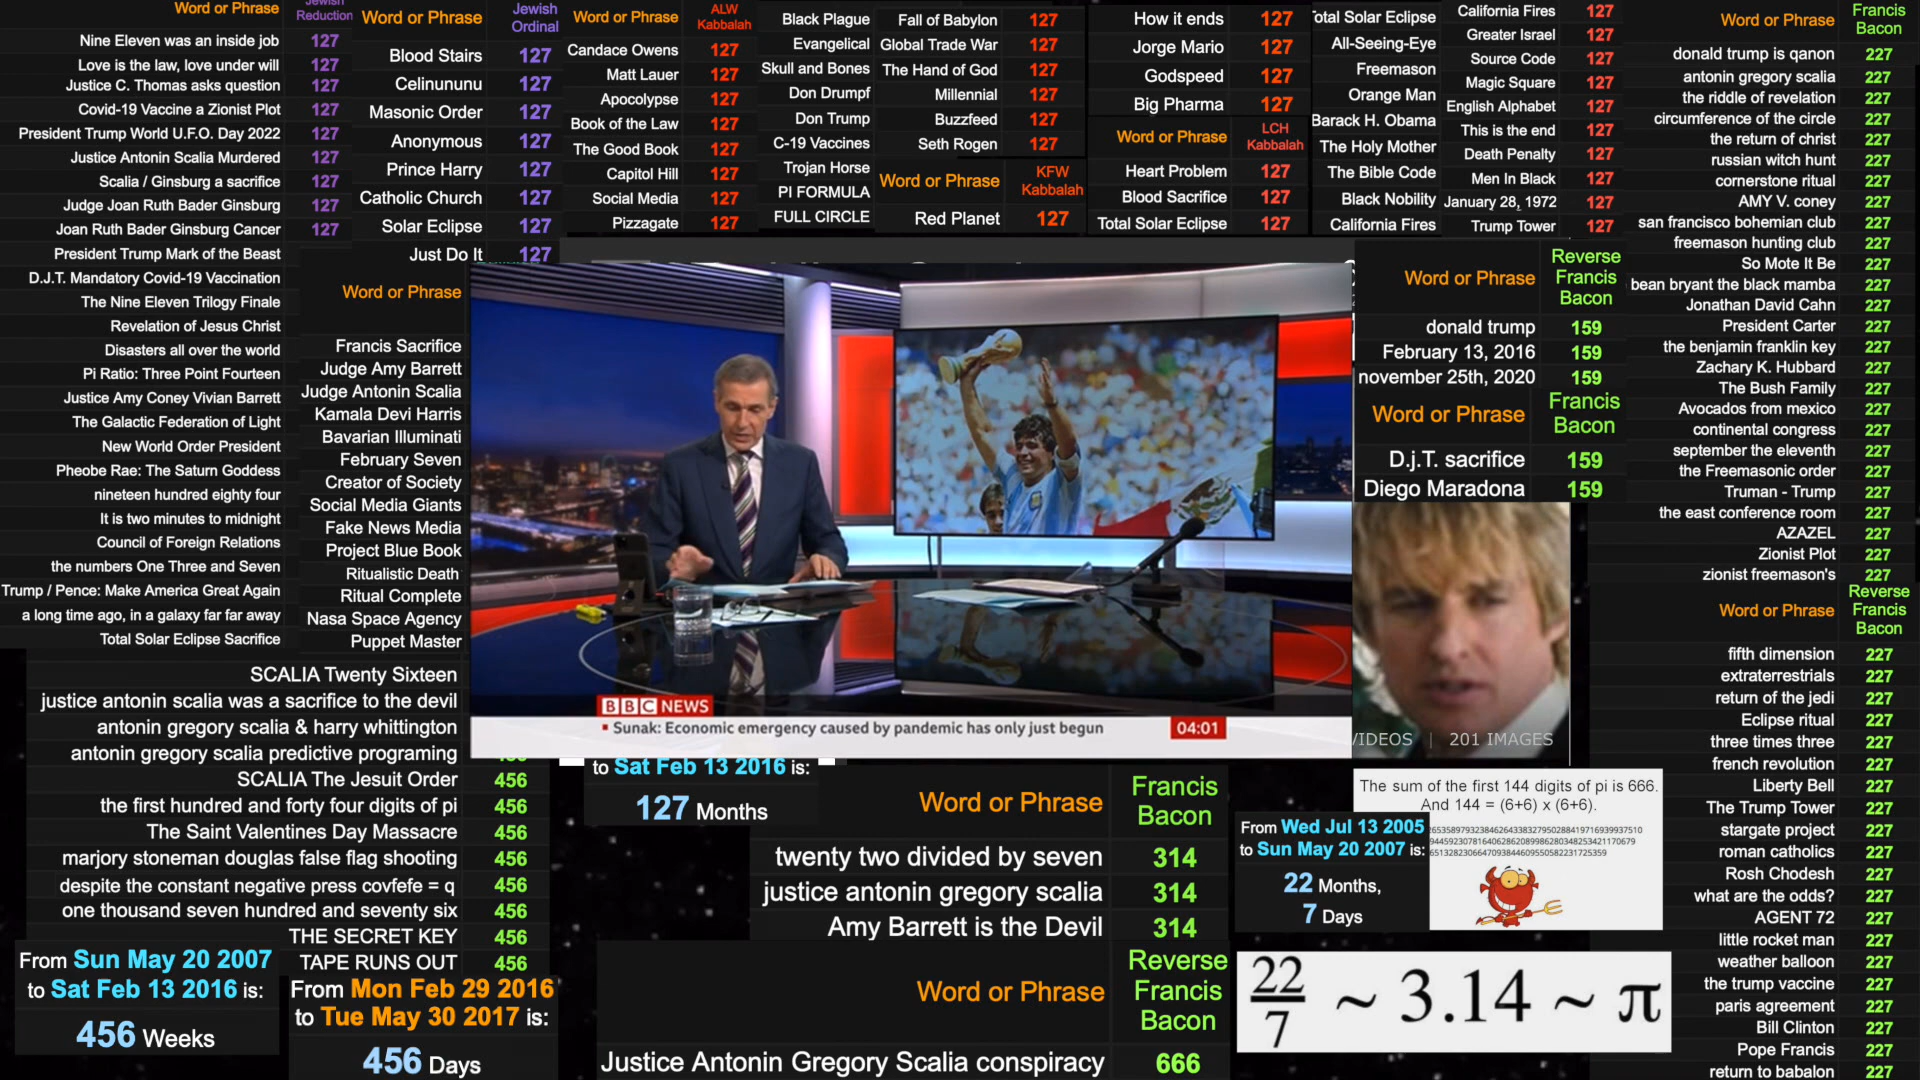 Word or Phrase
Jewish
Reduction
Nine Eleven was an inside job 127
Love is the law, love under will 127
Justice C. Thomas asks question 127
Covid-19 Vaccine a Zionist Plot 127
President Trump World U.F.O. Day 2022 127
Justice Antonin Scalia Murdered 127
Scalia / Ginsburg a sacrifice 127
Judge Joan Ruth Bader Ginsburg 127
Joan Ruth Bader Ginsburg Cancer 127
President Trump Mark of the Beast
D.J.T. Mandatory Covid-19 Vaccination
The Nine Eleven Trilogy Finale
Revelation of Jesus Christ
Disasters all over the world
Pi Ratio: Three Point Fourteen
Justice Amy Coney Vivian Barrett
The Galactic Federation of Light
New World Order President
Pheobe Rae: The Saturn Goddess
nineteen hundred eighty four
It is two minutes to midnight
Council of Foreign Relations
the numbers One Three and Seven
Trump / Pence: Make America Great Again
a long time ago, in a galaxy far far away
Total Solar Eclipse Sacrifice
Word or Phrase
Jewish
Ordinal
Blood Stairs 127
Celinununu 127
Masonic Order 127
Anonymous 127
Prince Harry 127
Catholic Church 127
Solar Eclipse 127
Just Do It 127
Word or Phrase
Francis Sacrifice
Judge Amy Barrett
Judge Antonin Scalia
Kamala Devi Harris
Bavarian Illuminati
February Seven
Creator of Society
Social Media Giants
Fake News Media
Project Blue Book
Ritualistic Death
Ritual Complete
Nasa Space Agency
Puppet Master
Word or Phrase
ALW
Kabbalah
Candace Owens 127
Matt Lauer 127
Apocolypse 127
Book of the Law 127
The Good Book 127
Capitol Hill 127
Social Media 127
Pizzagate 127
Black Plague
Evangelical
Skull and Bones
Don Drumpf
Don Trump
C-19 Vaccines
Trojan Horse
PI FORMULA
FULL CIRCLE
Fall of Babylon 127
Global Trade War 127
The Hand of God 127
Millennial 127
Buzzfeed 127
Seth Rogen 127
Word or Phrase
KFW
Kabbalah
Red Planet 127
How it ends 127
Jorge Mario 127
Godspeed 127
Big Pharma 127
Word or Phrase
LCH
Kabbalah
Heart Problem 127
Blood Sacrifice 127
Total Solar Eclipse 127
Total Solar Eclipse
All-Seeing-Eye
Freemason
Orange Man
Barack H. Obama
The Holy Mother
The Bible Code
Black Nobility
California Fires
California Fires 127
Greater Israel 127
Source Code 127
Magic Square 127
English Alphabet 127
This is the end 127
Death Penalty 127
Men In Black 127
January 28, 1972 127
Trump Tower 127
Word or Phrase
Reverse
Francis
Bacon
donald trump 159
February 13, 2016 159
november 25th, 2020 159
Word or Phrase
Francis
Bacon
D.j.T. sacrifice 159
Diego Maradona 159
Word or Phrase
Francis
Bacon
donald trump is qanon 227
antonin gregory scalia 227
the riddle of revelation 227
circumference of the circle 227
the return of christ 227
russian witch hunt 227
cornerstone ritual 227
AMY V. coney 227
san francisco bohemian club 227
freemason hunting club 227
So Mote It Be 227
bean bryant the black mamba 227
Jonathan David Cahn 227
President Carter 227
the benjamin franklin key 227
Zachary K. Hubbard 227
The Bush Family 227
Avocados from mexico 227
continental congress 227
september the eleventh 227
the Freemasonic order 227
Truman - Trump 227
the east conference room 227
AZAZEL 227
Zionist Plot 227
zionist freemason's 227
Word or Phrase
Reverse
Francis
Bacon
fifth dimension 227
extraterrestrials 227
return of the jedi 227
Eclipse ritual 227
three times three 227
french revolution 227
Liberty Bell 227
The Trump Tower 227
stargate project 227
roman catholics 227
Rosh Chodesh 227
what are the odds? 227
AGENT 72 227
little rocket man 227
weather balloon 227
the trump vaccine 227
paris agreement 227
Bill Clinton 227
Pope Francis 227
return to babalon 227
BBC NEWS
Sunak: Economic emergency caused by pandemic has only just begun
04:01
VIDEOS | 201 IMAGES
SCALIA Twenty Sixteen
justice antonin scalia was a sacrifice to the devil
antonin gregory scalia & harry whittington
antonin gregory scalia predictive programing
SCALIA The Jesuit Order 456
the first hundred and forty four digits of pi 456
The Saint Valentines Day Massacre 456
marjory stoneman douglas false flag shooting 456
despite the constant negative press covfefe = q 456
one thousand seven hundred and seventy six 456
THE SECRET KEY 456
TAPE RUNS OUT 456
From Sun May 20 2007
to Sat Feb 13 2016 is:
456 Weeks
From Mon Feb 29 2016
to Tue May 30 2017 is:
456 Days
to Sat Feb 13 2016 is:
127 Months
Word or Phrase
Francis
Bacon
twenty two divided by seven 314
justice antonin gregory scalia 314
Amy Barrett is the Devil 314
Word or Phrase
Reverse
Francis
Bacon
Justice Antonin Gregory Scalia conspiracy 666
The sum of the first 144 digits of pi is 666.
And 144 = (6+6) x (6+6).
From Wed Jul 13 2005
to Sun May 20 2007 is:
22 Months,
7 Days
22/7 ~ 3.14 ~ π